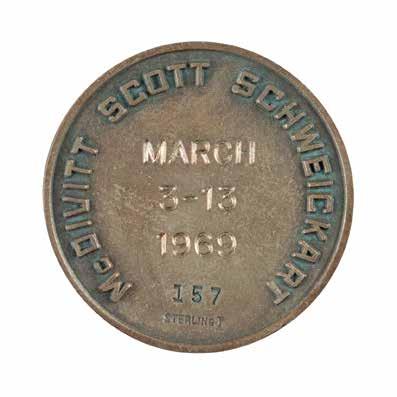 McDIVITT SCOTT SCHWEICKART
MARCH
3-13
1969
157
STERLING